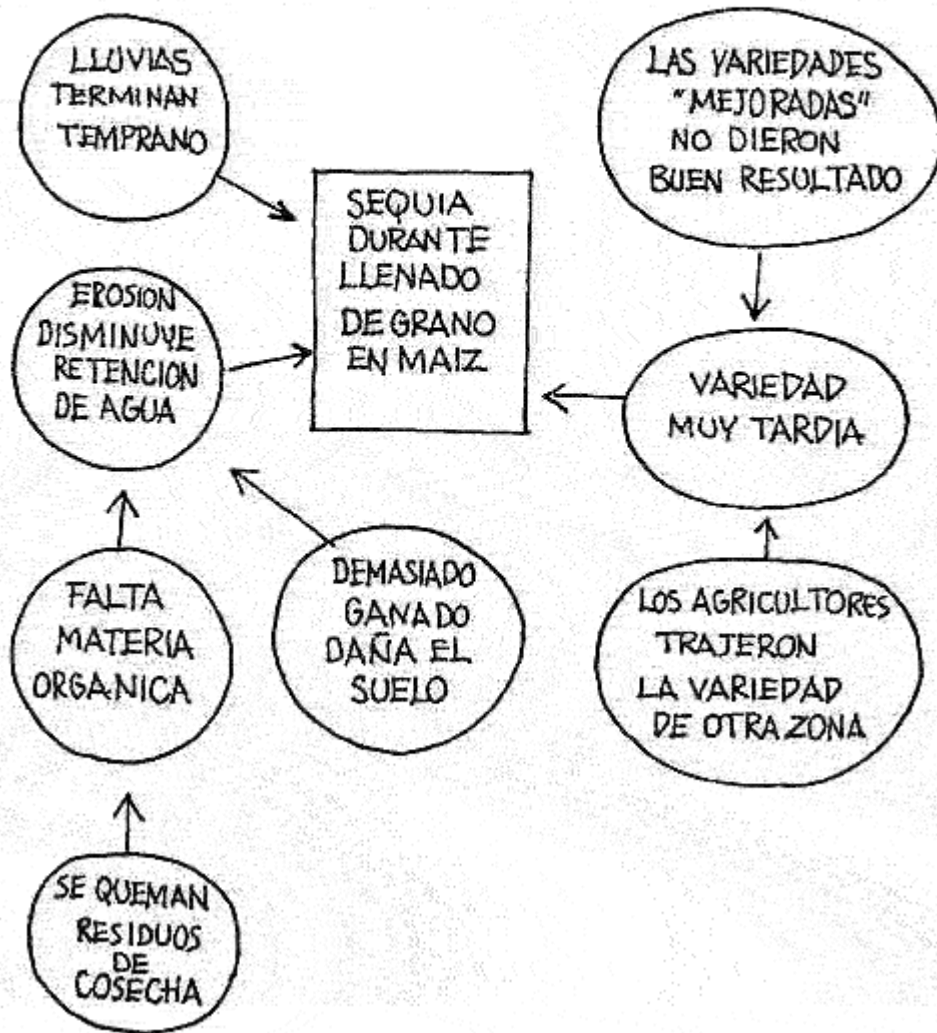 LLUVIAS
TERMINAN
TEMPRANO
LAS VARIEDADES
"MEJORADAS"
NO DIERON
BUEN RESULTADO
SEQUIA
DURANTE
LLENADO
DE GRANO
EN MAIZ
EROSION
DISMINUYE
RETENCION
DE AGUA
VARIEDAD
MUY TARDIA
FALTA
MATERIA
ORGANICA
DEMASIADO
GANADO
DAÑA EL
SUELO
LOS AGRICULTORES
TRAJERON
LA VARIEDAD
DE OTRA ZONA
SE QUEMAN
RESIDUOS
DE
COSECHA